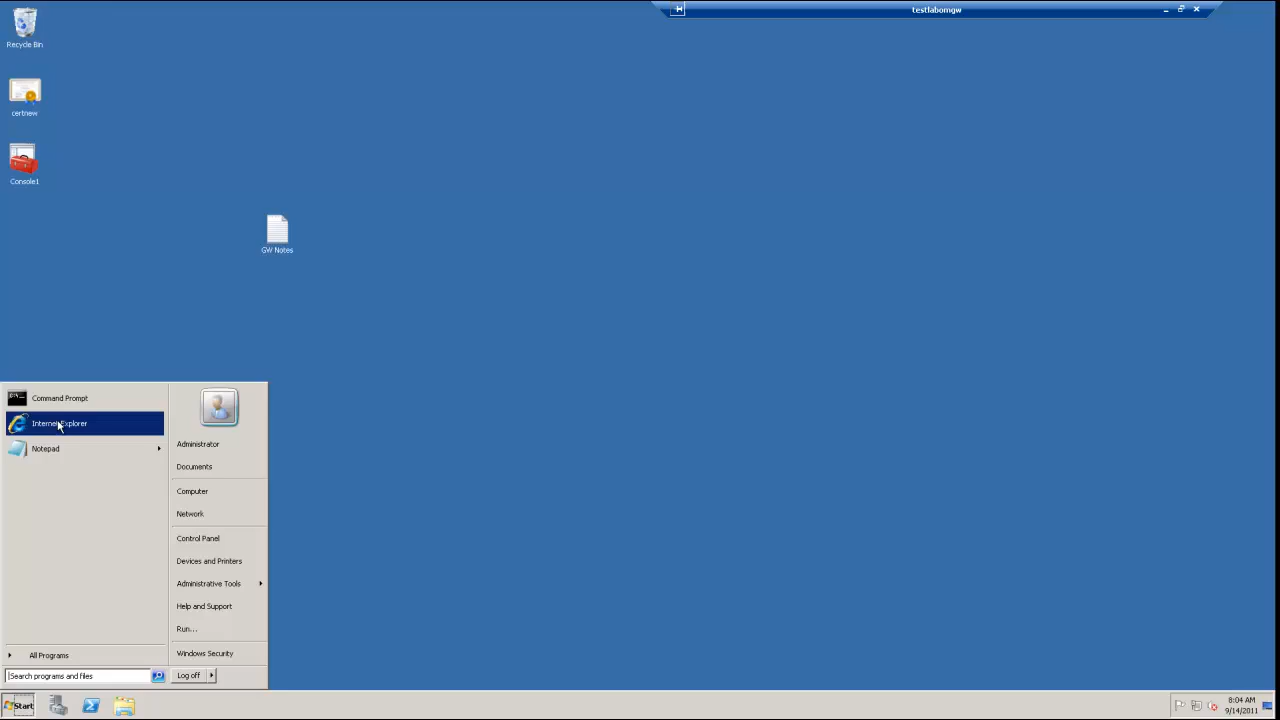 testlabomgw
Recycle Bin
certnew
Console1
GW Notes
Command Prompt
Internet Explorer
Notepad
Administrator
Documents
Computer
Network
Control Panel
Devices and Printers
Administrative Tools
Help and Support
Run...
Windows Security
All Programs
Search programs and files
Log off
Start
8:04 AM
9/14/2011